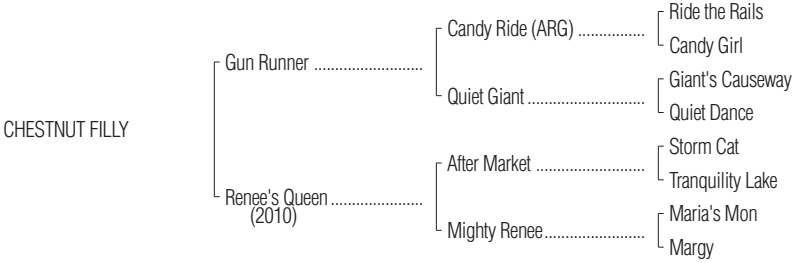 Ride the Rails
Candy Ride (ARG) ................
Candy Girl
Gun Runner ..........................
Giant's Causeway
Quiet Giant ............................
Quiet Dance
CHESTNUT FILLY
Storm Cat
After Market ..........................
Tranquility Lake
Renee's Queen ......................
(2010)
Maria's Mon
Mighty Renee........................
Margy